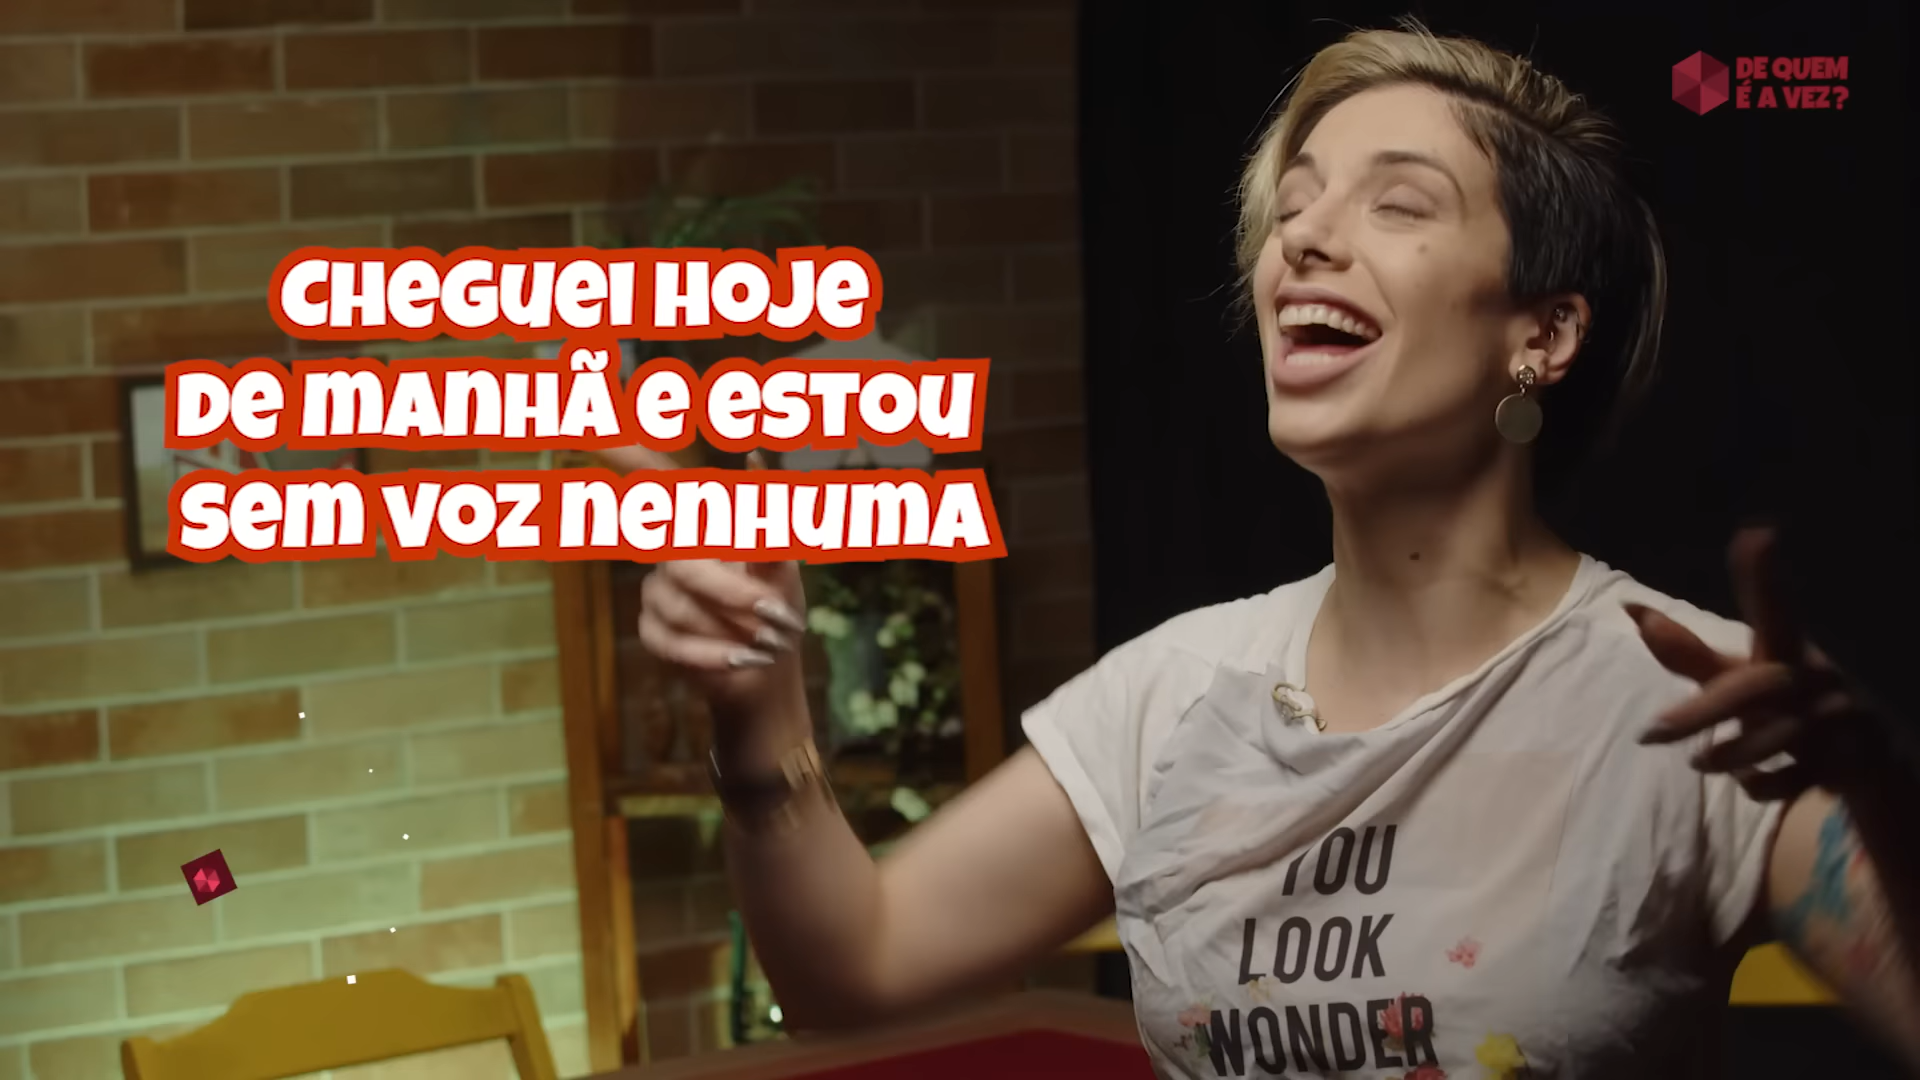 DE QUEM
É A VEZ?
CHEGUEI HOJE
DE MANHÃ E ESTOU
SEM VOZ NENHUMA
YOU
LOOK
WONDER